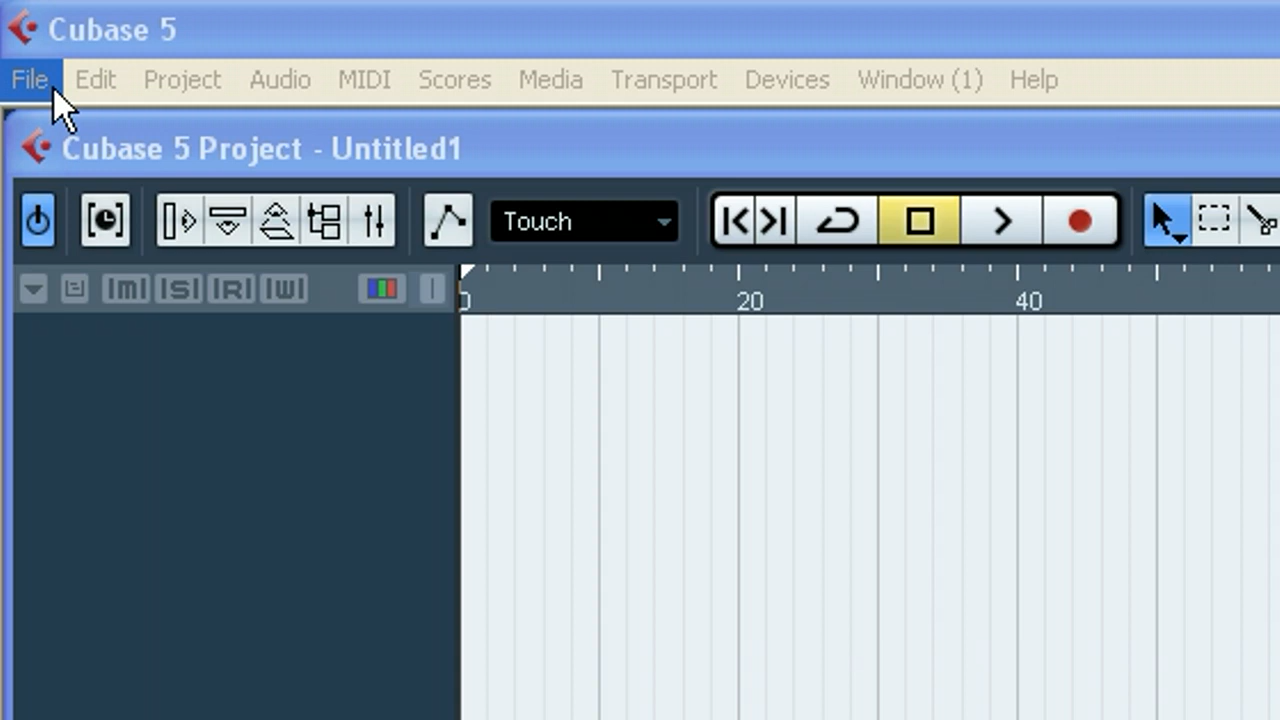 Cubase 5
File Edit Project Audio MIDI Scores Media Transport Devices Window (1) Help
Cubase 5 Project - Untitled1
Touch
M S R W
0 20 40